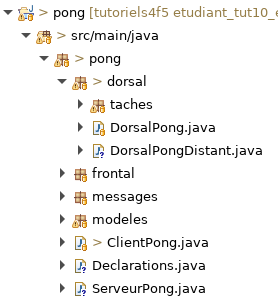 > pong [tutoriels4f5 etudiant_tut10_
> src/main/java
> pong
> dorsal
taches
DorsalPong.java
DorsalPongDistant.java
frontal
messages
modeles
> ClientPong.java
Declarations.java
ServeurPong.java